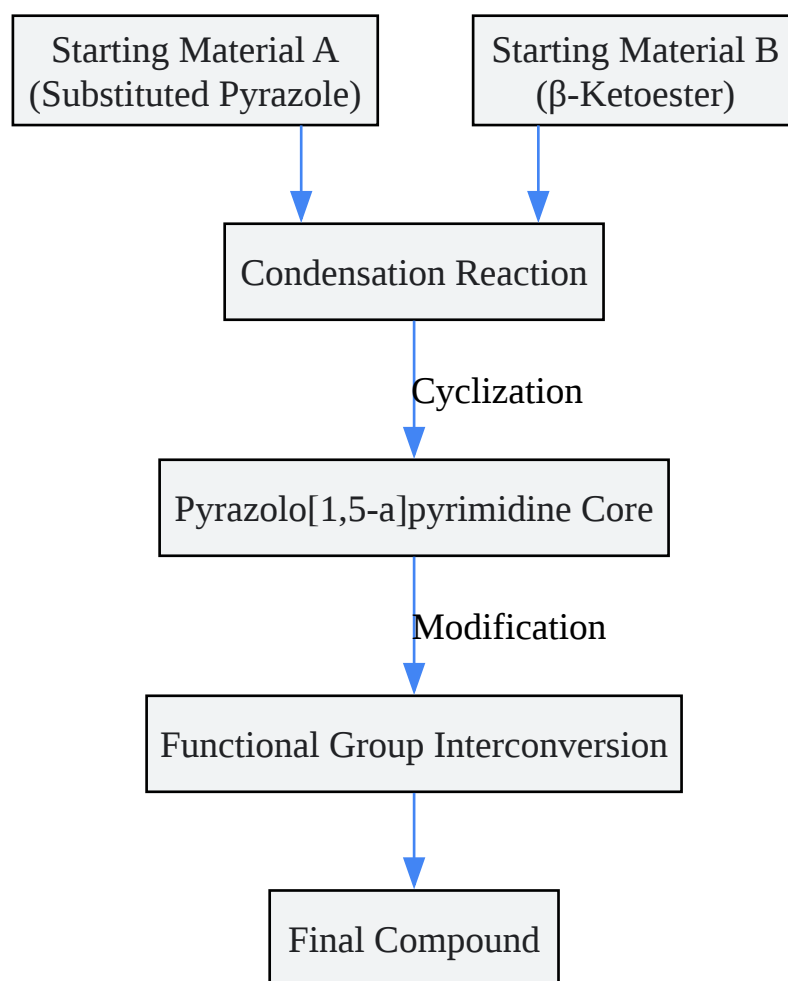 Starting Material A
(Substituted Pyrazole)
Starting Material B
(β-Ketoester)
Condensation Reaction
Cyclization
Pyrazolo[1,5-a]pyrimidine Core
Modification
Functional Group Interconversion
Final Compound